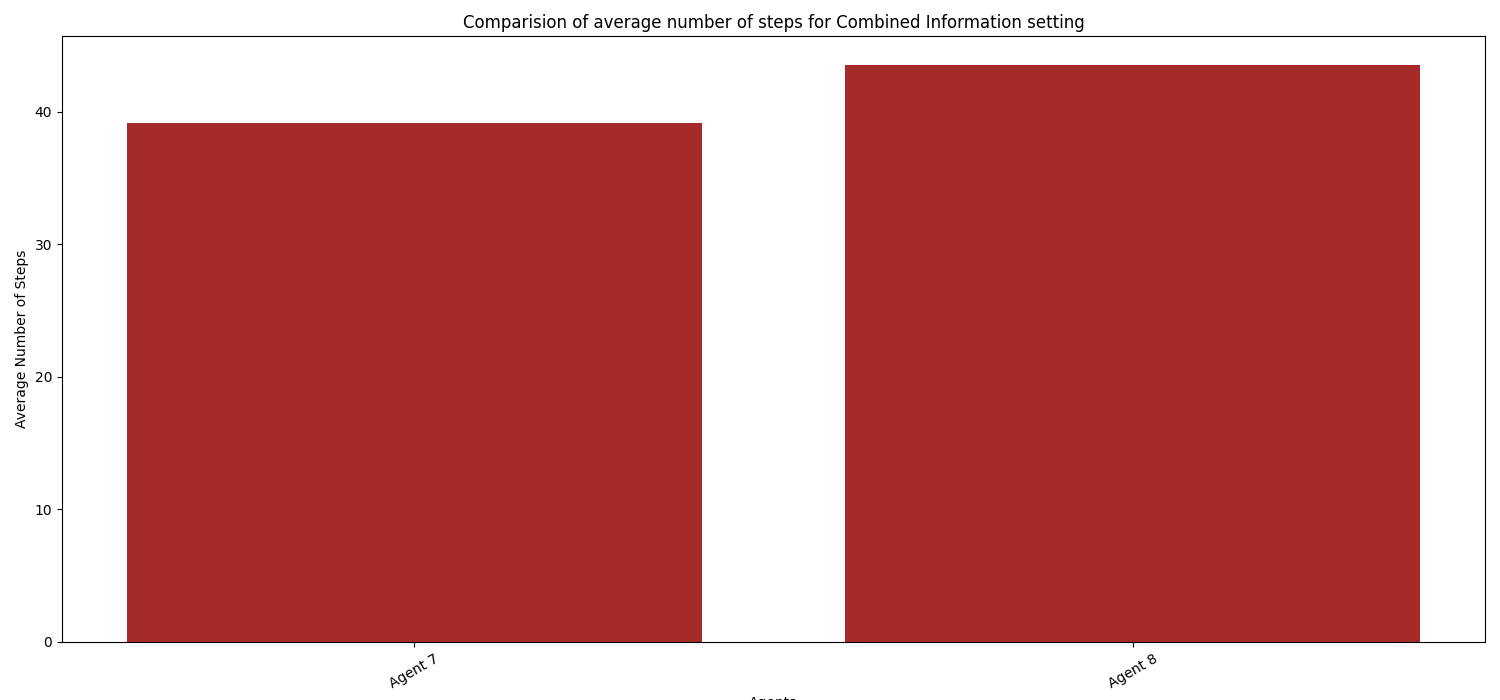 Comparision of average number of steps for Combined Information setting
Average Number of Steps
40
30
20
10
0
Agent 7
Agent 8
Agents